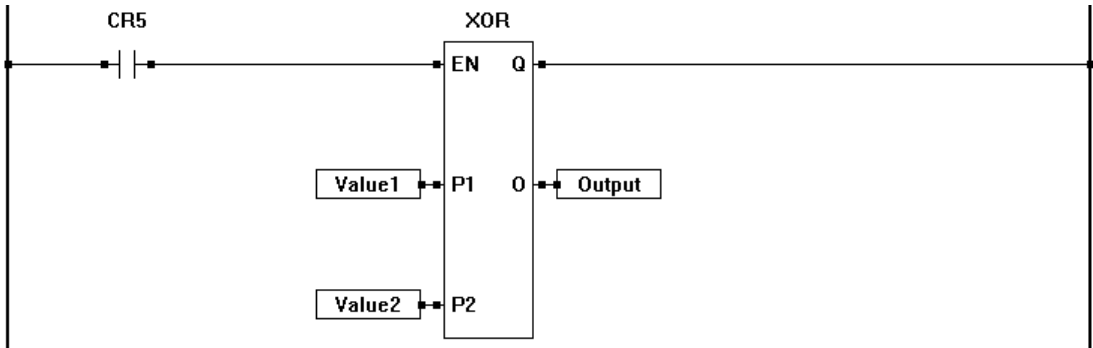 CR5 XOR
EN Q
Value1 P1 O Output
Value2 P2